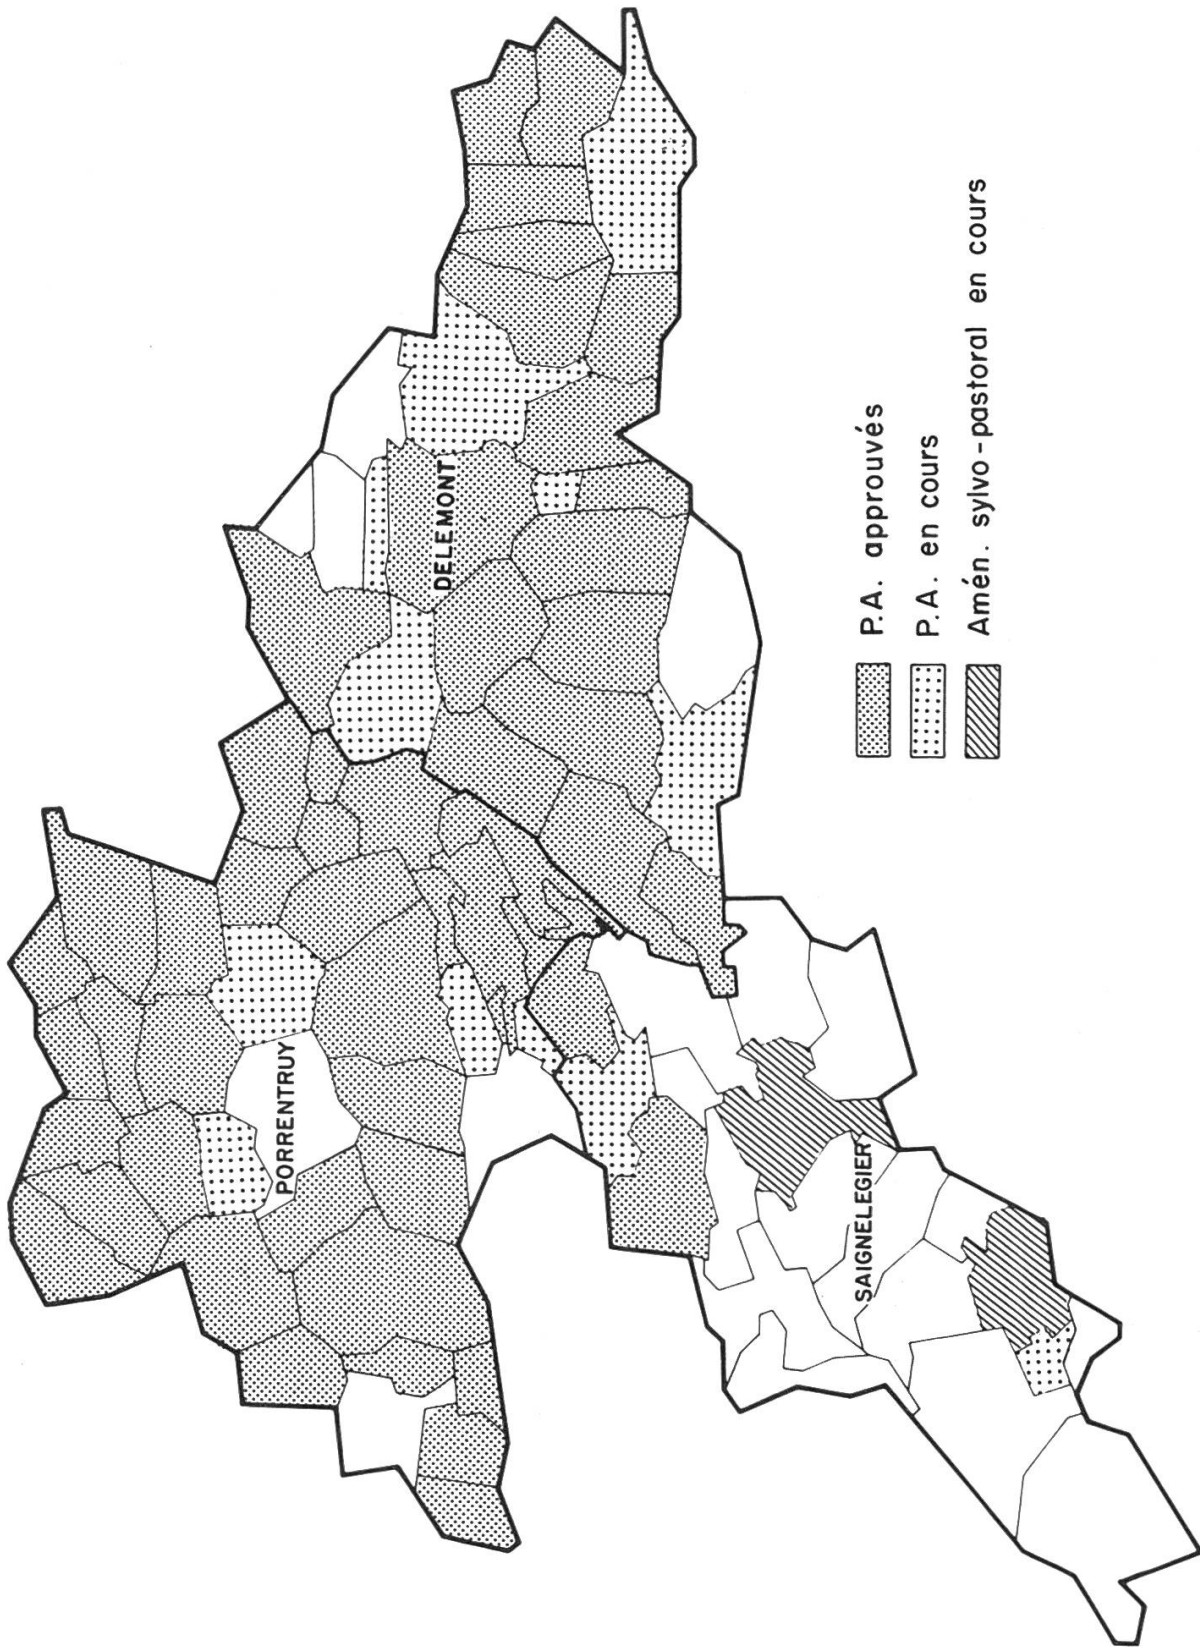 PORRENTRUY
DELEMONT
SAIGNELEGIER
P.A. approuvés
P.A. en cours
Amén. sylvo-pastoral en cours